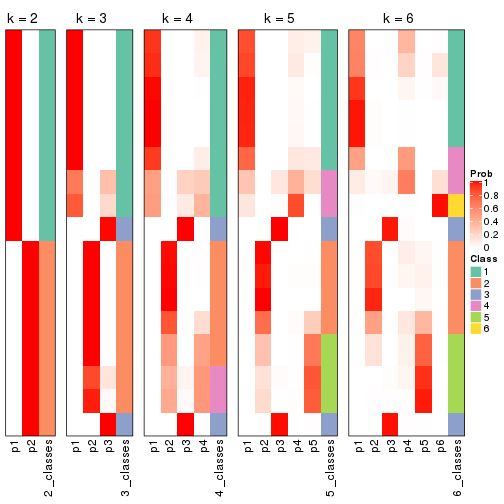 k = 2
k = 3
k = 4
k = 5
k = 6
p1
p2
2_classes
p1
p2
p3
3_classes
p1
p2
p3
p4
4_classes
p1
p2
p3
p4
p5
5_classes
p1
p2
p3
p4
p5
p6
6_classes
Prob
1
0.8
0.6
0.4
0.2
0
Class
1
2
3
4
5
6